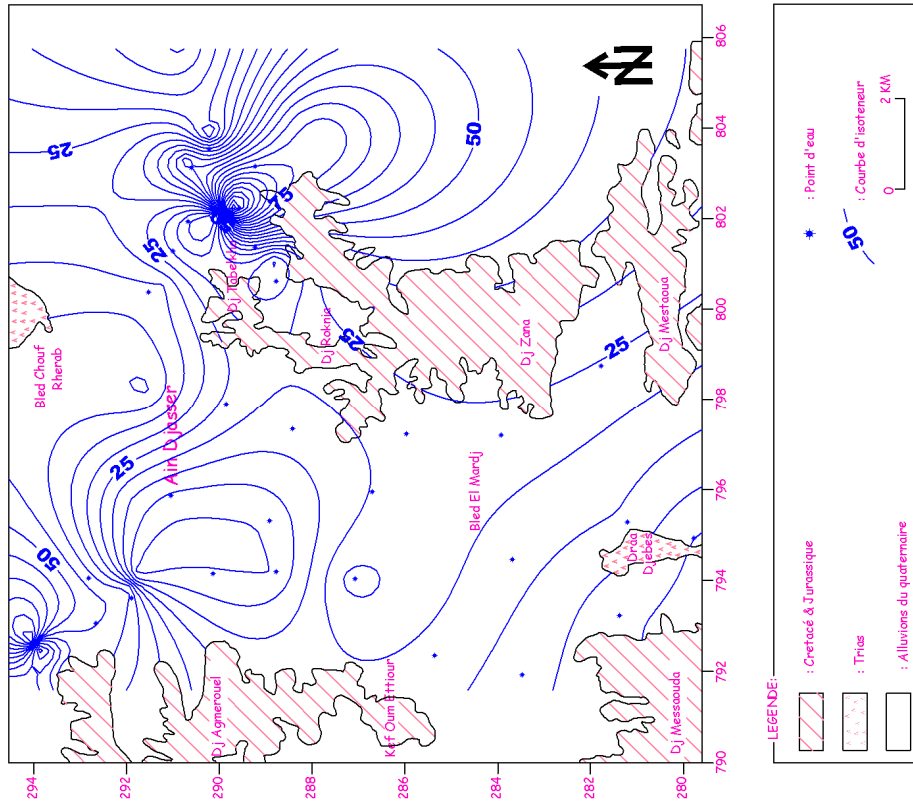 Bled Chouf
Rherab
Ain Djasser
Dj Agmerouel
Kef Oum Ettiour
Dj Messaouda
Bled El Mardj
Draa
Djebes
Dj Roknia
Dj Zana
Dj Mestaoua
25
50
25
25
75
50
25
25
N
294
292
290
288
286
284
282
280
790
792
794
796
798
800
802
804
806
LEGENDE:
: Cretacé & Jurassique
: Trias
: Alluvions du quaternaire
: Point d'eau
50
: Courbe d'isoteneur
0
2 KM